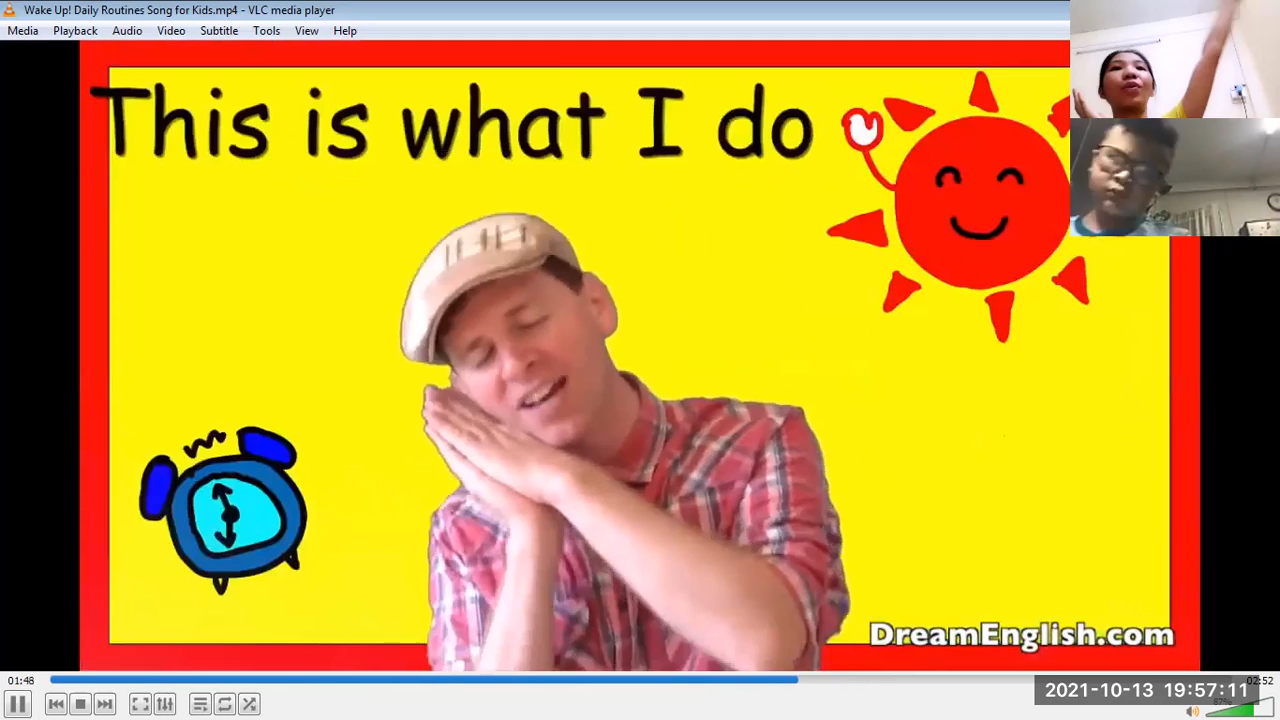 Wake Up! Daily Routines Song for Kids.mp4 - VLC media player
Media Playback Audio Video Subtitle Tools View Help
This is what I do
DreamEnglish.com
01:48
02:52
2021-10-13 19:57:11